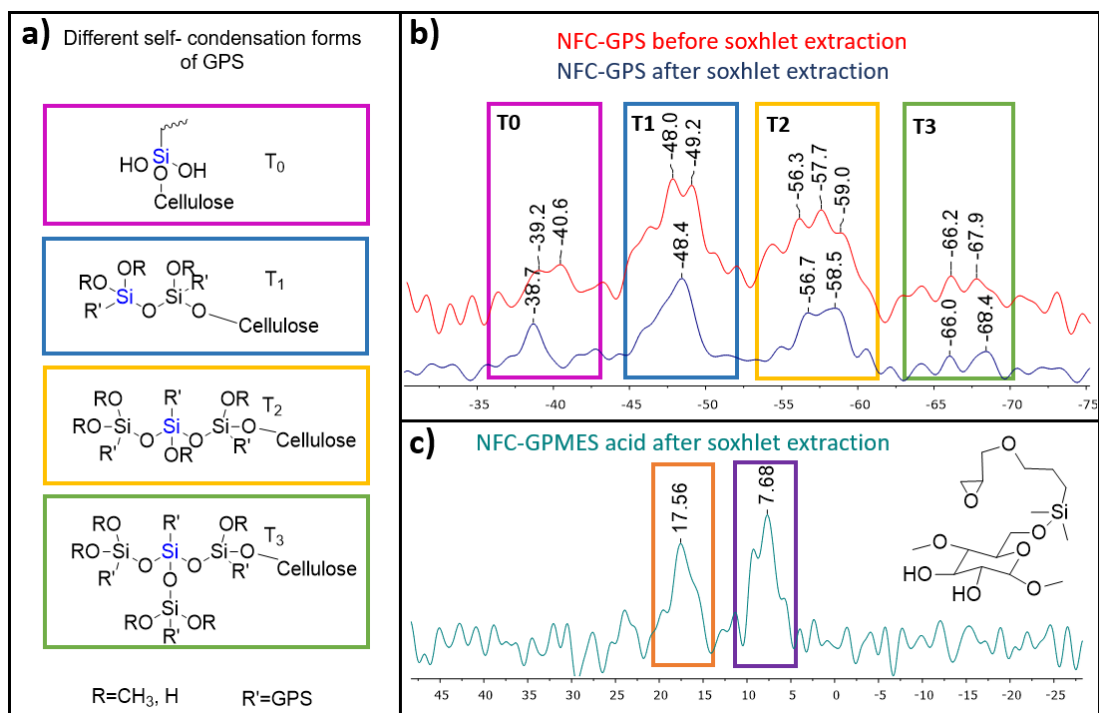 a)
Different self- condensation forms
of GPS
Si
HO
OH
O
Cellulose
T0
OR OR
RO Si Si R'
R' O O
Cellulose
T1
OR R' OR
RO Si Si Si
R' O OR O R' O
Cellulose
T2
OR R' OR
RO Si Si Si
R' O O R' O
Cellulose
O
RO Si OR
R'
T3
R=CH3, H R'=GPS
b)
NFC-GPS before soxhlet extraction
NFC-GPS after soxhlet extraction
T0
T1
T2
T3
-39.2
-40.6
-38.7
-48.0
-49.2
-48.4
-56.3
-57.7
-59.0
-56.7
-58.5
-66.2
-67.9
-66.0
-68.4
-35 -40 -45 -50 -55 -60 -65 -70 -75
c)
NFC-GPMES acid after soxhlet extraction
17.56
7.68
O
O
Si
O
O
O
HO
HO
O
45 40 35 30 25 20 15 10 5 0 -5 -10 -15 -20 -25